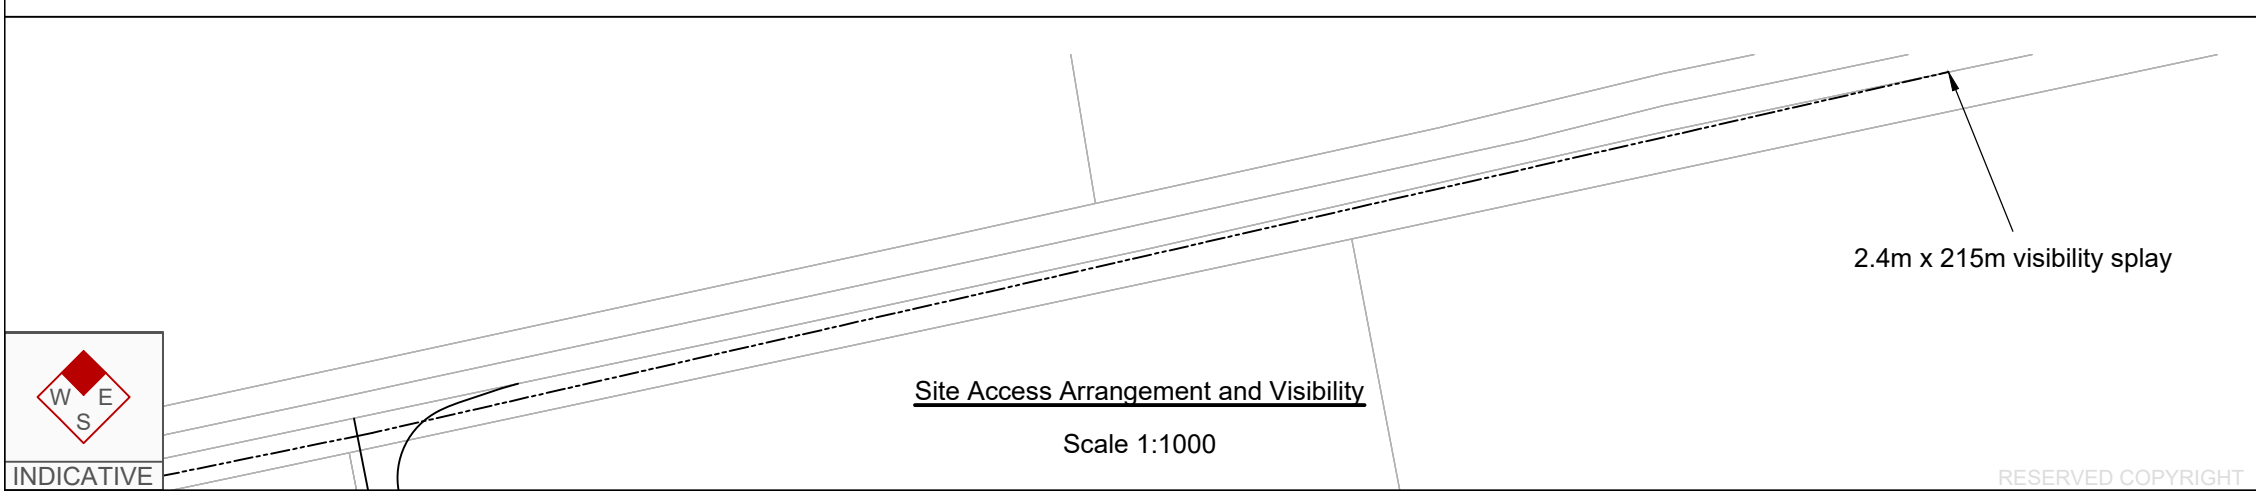 2.4m x 215m visibility splay
Site Access Arrangement and Visibility
Scale 1:1000
W E
S
INDICATIVE
RESERVED COPYRIGHT